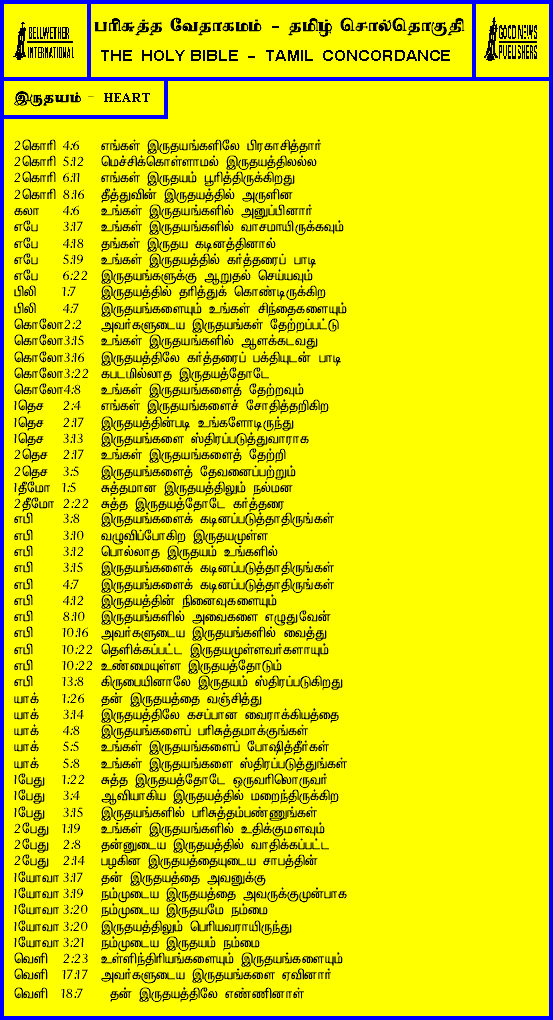 BELLWETHER
INTERNATIONAL
பரிசுத்த வேதாகமம் - தமிழ் சொல்தொகுதி
THE HOLY BIBLE - TAMIL CONCORDANCE
GOOD NEWS
PUBLISHERS
இருதயம் - HEART
2கொரி 4:6 எங்கள் இருதயங்களிலே பிரகாசித்தார்
2கொரி 5:12 மெச்சிக்கொள்ளாமல் இருதயத்திலல்ல
2கொரி 6:11 எங்கள் இருதயம் பூரித்திருக்கிறது
2கொரி 8:16 தீத்துவின் இருதயத்தில் அருளின
கலா 4:6 உங்கள் இருதயங்களில் அனுப்பினார்
எபே 3:17 உங்கள் இருதயங்களில் வாசமாயிருக்கவும்
எபே 4:18 தங்கள் இருதய கடினத்தினால்
எபே 5:19 உங்கள் இருதயத்தில் கர்த்தரைப் பாடி
எபே 6:22 இருதயங்களுக்கு ஆறுதல் செய்யவும்
பிலி 1:7 இருதயத்தில் தரித்துக் கொண்டிருக்கிற
பிலி 4:7 இருதயங்களையும் உங்கள் சிந்தைகளையும்
கொலோ2:2 அவர்களுடைய இருதயங்கள் தேற்றப்பட்டு
கொலோ3:15 உங்கள் இருதயங்களில் ஆளக்கடவது
கொலோ3:16 இருதயத்திலே கர்த்தரைப் பக்தியுடன் பாடி
கொலோ3:22 கபடமில்லாத இருதயத்தோடே
கொலோ4:8 உங்கள் இருதயங்களைத் தேற்றவும்
1தெச 2:4 எங்கள் இருதயங்களைச் சோதித்தறிகிற
1தெச 2:17 இருதயத்தின்படி உங்களோடிருந்து
1தெச 3:13 இருதயங்களை ஸ்திரப்படுத்துவாராக
2தெச 2:17 உங்கள் இருதயங்களைத் தேற்றி
2தெச 3:5 இருதயங்களைத் தேவனைப்பற்றும்
1தீமோ 1:5 சுத்தமான இருதயத்திலும் நல்மன
2தீமோ 2:22 சுத்த இருதயத்தோடே கர்த்தரை
எபி 3:8 இருதயங்களைக் கடினப்படுத்தாதிருங்கள்
எபி 3:10 வழுவிப்போகிற இருதயமுள்ள
எபி 3:12 பொல்லாத இருதயம் உங்களில்
எபி 3:15 இருதயங்களைக் கடினப்படுத்தாதிருங்கள்
எபி 4:7 இருதயங்களைக் கடினப்படுத்தாதிருங்கள்
எபி 4:12 இருதயத்தின் நினைவுகளையும்
எபி 8:10 இருதயங்களில் அவைகளை எழுதுவேன்
எபி 10:16 அவர்களுடைய இருதயங்களில் வைத்து
எபி 10:22 தெளிக்கப்பட்ட இருதயமுள்ளவர்களாயும்
எபி 10:22 உண்மையுள்ள இருதயத்தோடும்
எபி 13:8 கிருபையினாலே இருதயம் ஸ்திரப்படுகிறது
யாக் 1:26 தன் இருதயத்தை வஞ்சித்து
யாக் 3:14 இருதயத்திலே கசப்பான வைராக்கியத்தை
யாக் 4:8 இருதயங்களைப் பரிசுத்தமாக்குங்கள்
யாக் 5:5 உங்கள் இருதயங்களைப் போஷித்தீர்கள்
யாக் 5:8 உங்கள் இருதயங்களை ஸ்திரப்படுத்துங்கள்
1பேது 1:22 சுத்த இருதயத்தோடே ஒருவரிலொருவர்
1பேது 3:4 ஆவியாகிய இருதயத்தில் மறைந்திருக்கிற
1பேது 3:15 இருதயங்களில் பரிசுத்தம்பண்ணுங்கள்
2பேது 1:19 உங்கள் இருதயங்களில் உதிக்குமளவும்
2பேது 2:8 தன்னுடைய இருதயத்தில் வாதிக்கப்பட்ட
2பேது 2:14 பழகின இருதயத்தையுடைய சாபத்தின்
1யோவா 3:17 தன் இருதயத்தை அவனுக்கு
1யோவா 3:19 நம்முடைய இருதயத்தை அவருக்குமுன்பாக
1யோவா 3:20 நம்முடைய இருதயமே நம்மை
1யோவா 3:20 இருதயத்திலும் பெரியவராயிருந்து
1யோவா 3:21 நம்முடைய இருதயம் நம்மை
வெளி 2:23 உள்ளிந்திரியங்களையும் இருதயங்களையும்
வெளி 17:17 அவர்களுடைய இருதயங்களை ஏவினார்
வெளி 18:7 தன் இருதயத்திலே எண்ணினாள்